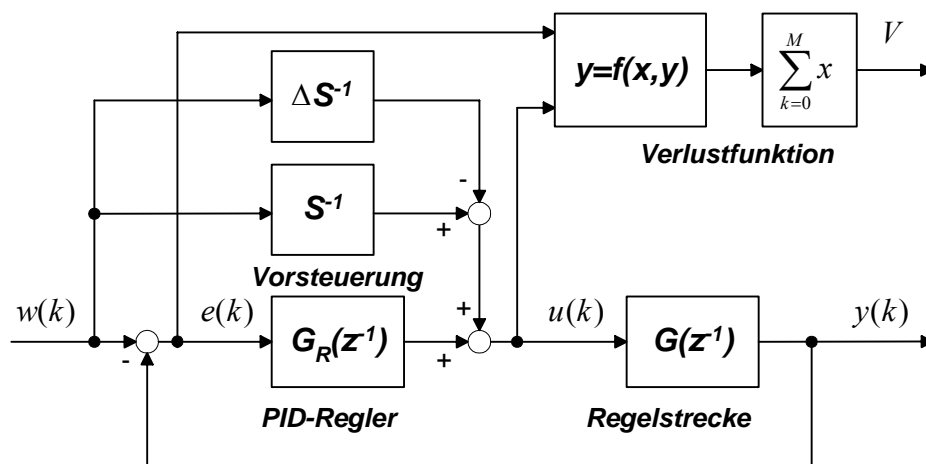 y=f(x,y)
M
∑ x
k=0
V
ΔS⁻¹
Verlustfunktion
-
S⁻¹
+
Vorsteuerung
w(k)
e(k)
+
u(k)
y(k)
-
G_R(z⁻¹)
+
G(z⁻¹)
PID-Regler
Regelstrecke